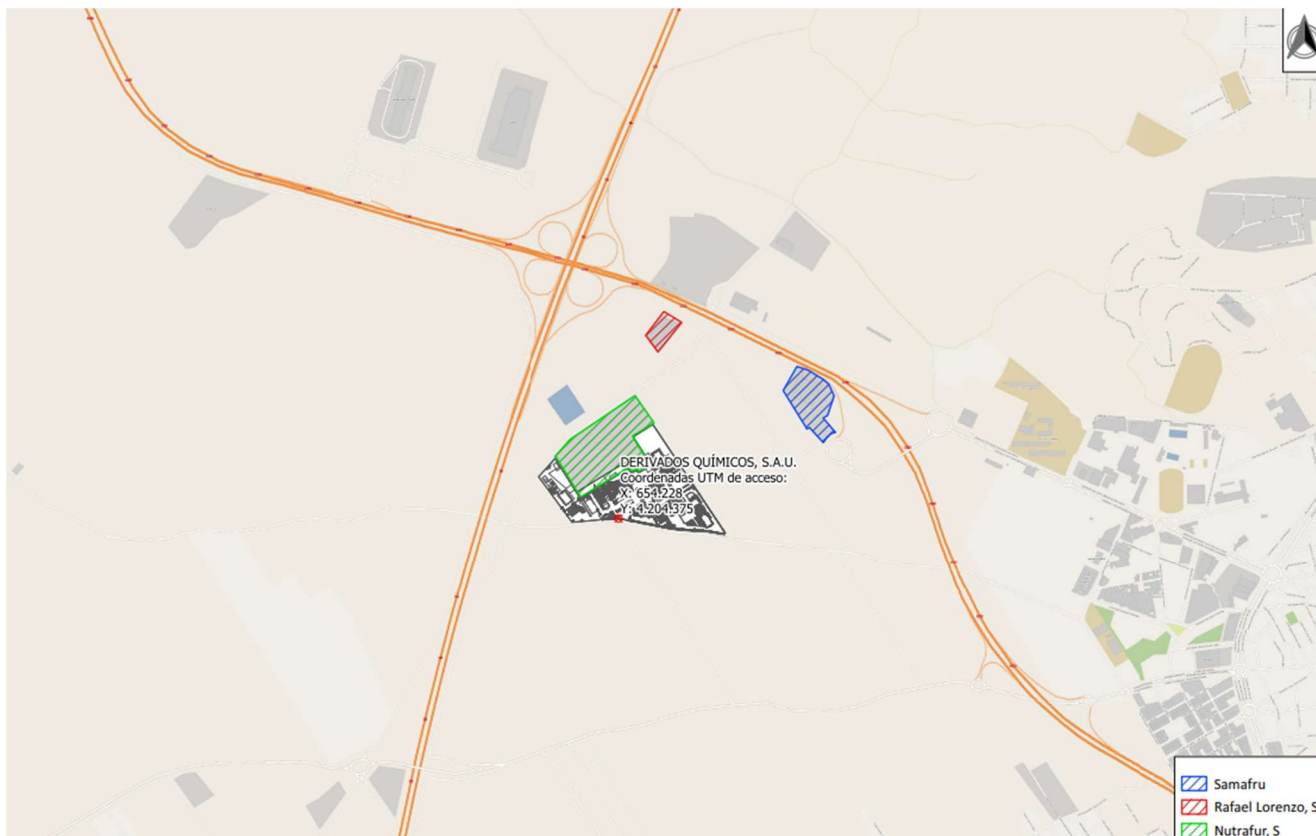 DERIVADOS QUÍMICOS, S.A.U.
Coordenadas UTM de acceso:
X: 654.228
Y: 4.204.375
Samafru
Rafael Lorenzo, S
Nutrafur, S